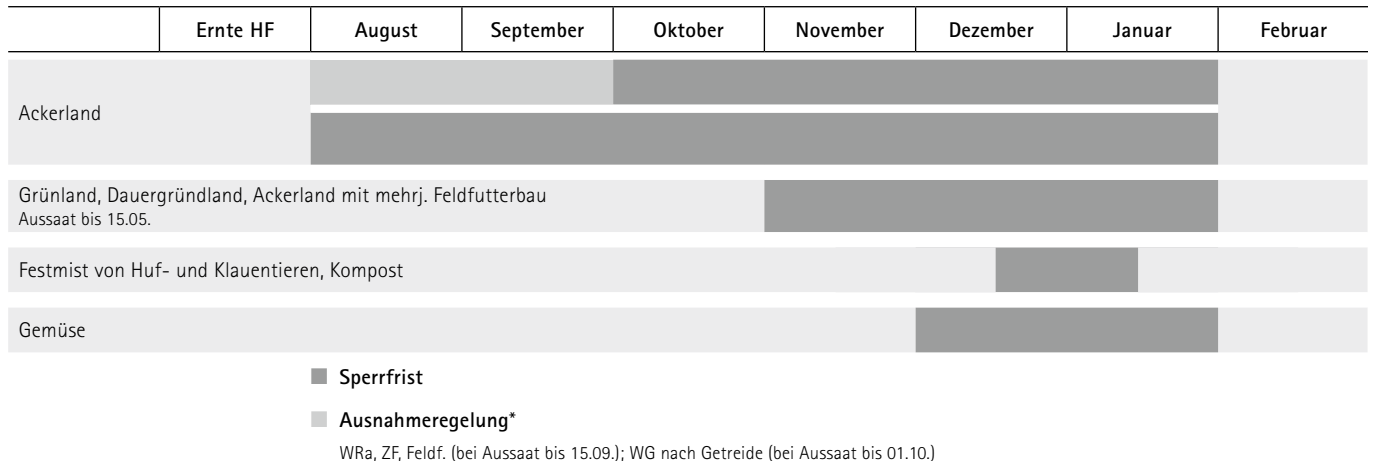 Ernte HF August September Oktober November Dezember Januar Februar
Ackerland
Grünland, Dauergründland, Ackerland mit mehrj. Feldfutterbau
Aussaat bis 15.05.
Festmist von Huf- und Klauentieren, Kompost
Gemüse
Sperrfrist
Ausnahmeregelung*
WRa, ZF, Feldf. (bei Aussaat bis 15.09.); WG nach Getreide (bei Aussaat bis 01.10.)